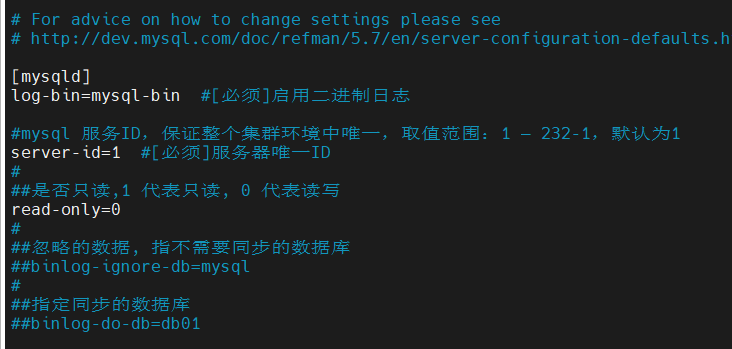 # For advice on how to change settings please see
# http://dev.mysql.com/doc/refman/5.7/en/server-configuration-defaults.h
[mysqld]
log-bin=mysql-bin  #[必须]启用二进制日志
#mysql 服务ID，保证整个集群环境中唯一，取值范围：1 – 232-1，默认为1
server-id=1  #[必须]服务器唯一ID
#
##是否只读,1 代表只读, 0 代表读写
read-only=0
#
##忽略的数据, 指不需要同步的数据库
##binlog-ignore-db=mysql
#
##指定同步的数据库
##binlog-do-db=db01